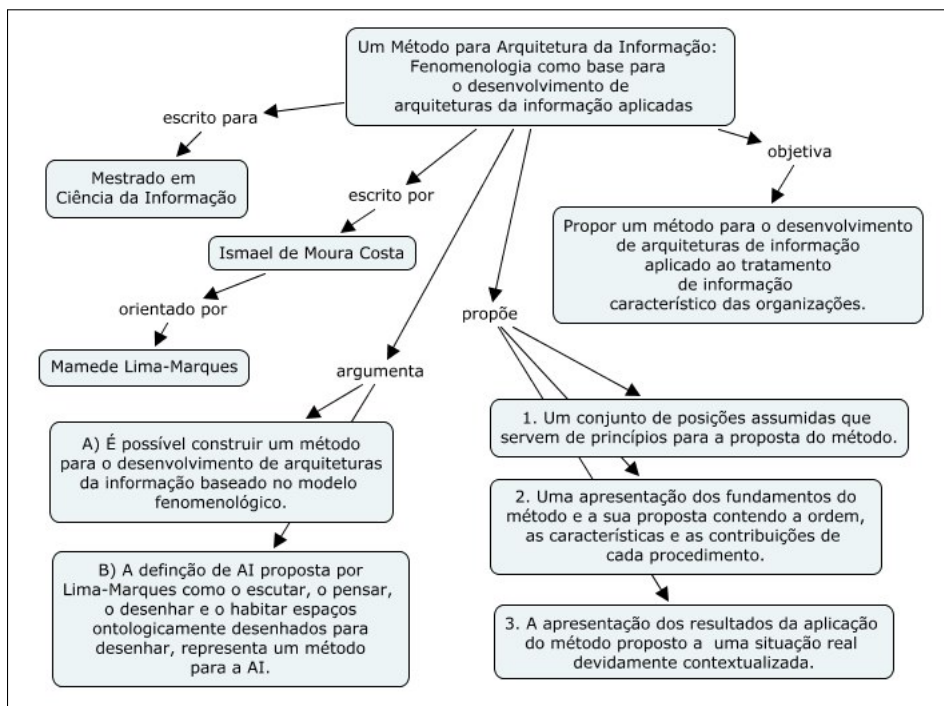 Um Método para Arquitetura da Informação:
Fenomenologia como base para
o desenvolvimento de
arquiteturas da informação aplicadas
escrito para
Mestrado em
Ciência da Informação
escrito por
Ismael de Moura Costa
orientado por
Mamede Lima-Marques
objetiva
Propor um método para o desenvolvimento
de arquiteturas de informação
aplicado ao tratamento
de informação
característico das organizações.
argumenta
A) É possível construir um método
para o desenvolvimento de arquiteturas
da informação baseado no modelo
fenomenológico.
B) A definção de AI proposta por
Lima-Marques como o escutar, o pensar,
o desenhar e o habitar espaços
ontologicamente desenhados para
desenhar, representa um método
para a AI.
propõe
1. Um conjunto de posições assumidas que
servem de princípios para a proposta do método.
2. Uma apresentação dos fundamentos do
método e a sua proposta contendo a ordem,
as características e as contribuições de
cada procedimento.
3. A apresentação dos resultados da aplicação
do método proposto a uma situação real
devidamente contextualizada.